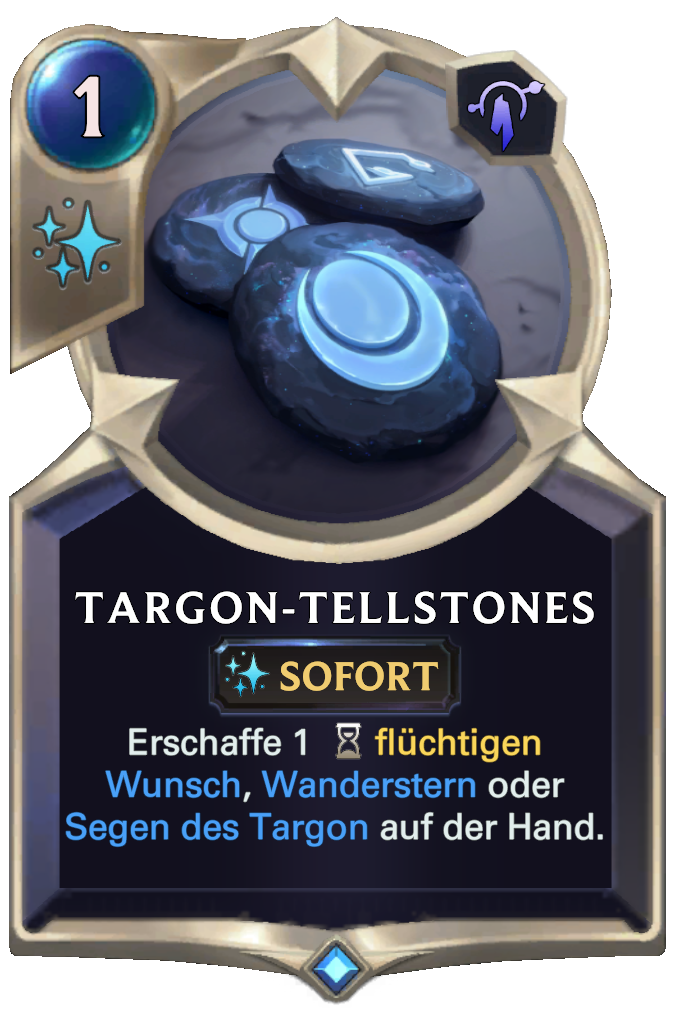 1
TARGON-TELLSTONES
SOFORT
Erschaffe 1 flüchtigen
Wunsch, Wanderstern oder
Segen des Targon auf der Hand.